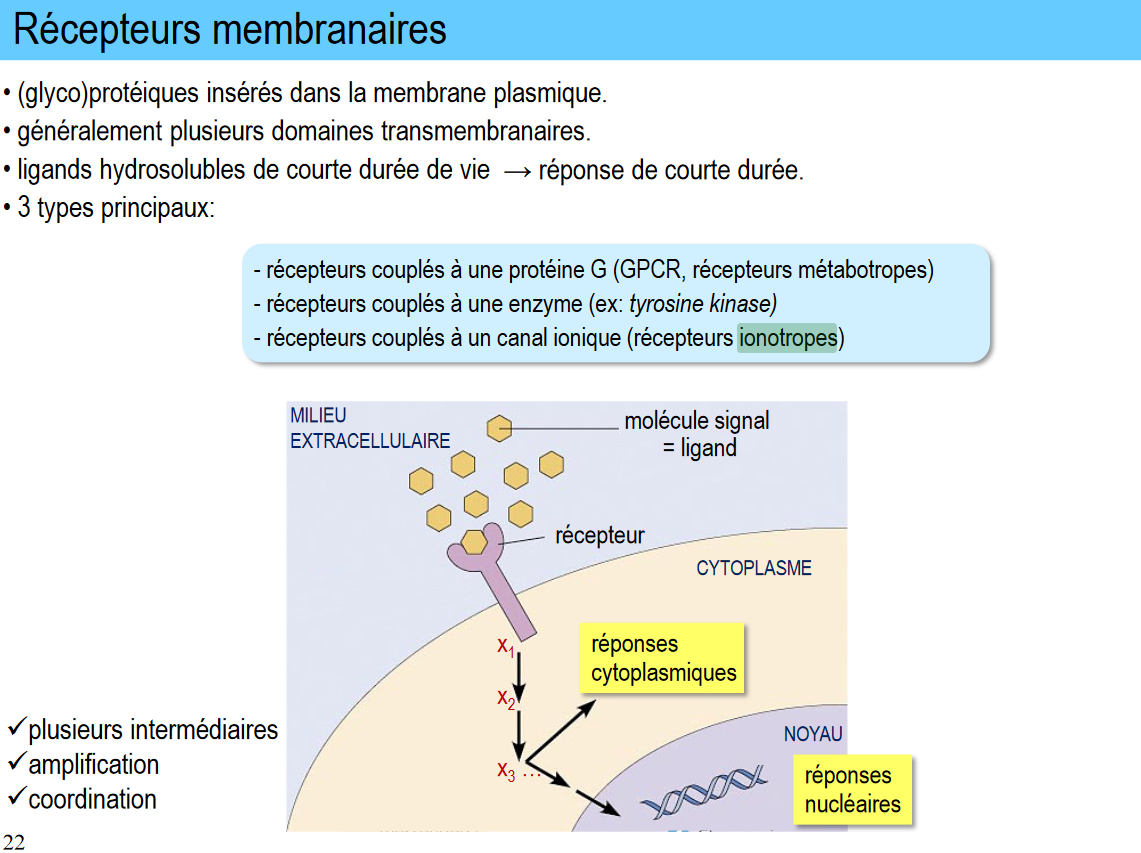 Récepteurs membranaires
• (glyco)protéiques insérés dans la membrane plasmique.
• généralement plusieurs domaines transmembranaires.
• ligands hydrosolubles de courte durée de vie → réponse de courte durée.
• 3 types principaux:
- récepteurs couplés à une protéine G (GPCR, récepteurs métabotropes)
- récepteurs couplés à une enzyme (ex: tyrosine kinase)
- récepteurs couplés à un canal ionique (récepteurs ionotropes)
MILIEU
EXTRACELLULAIRE
molécule signal
= ligand
récepteur
CYTOPLASME
x1
réponses
cytoplasmiques
x2
x3 ...
NOYAU
réponses
nucléaires
✓plusieurs intermédiaires
✓amplification
✓coordination
22